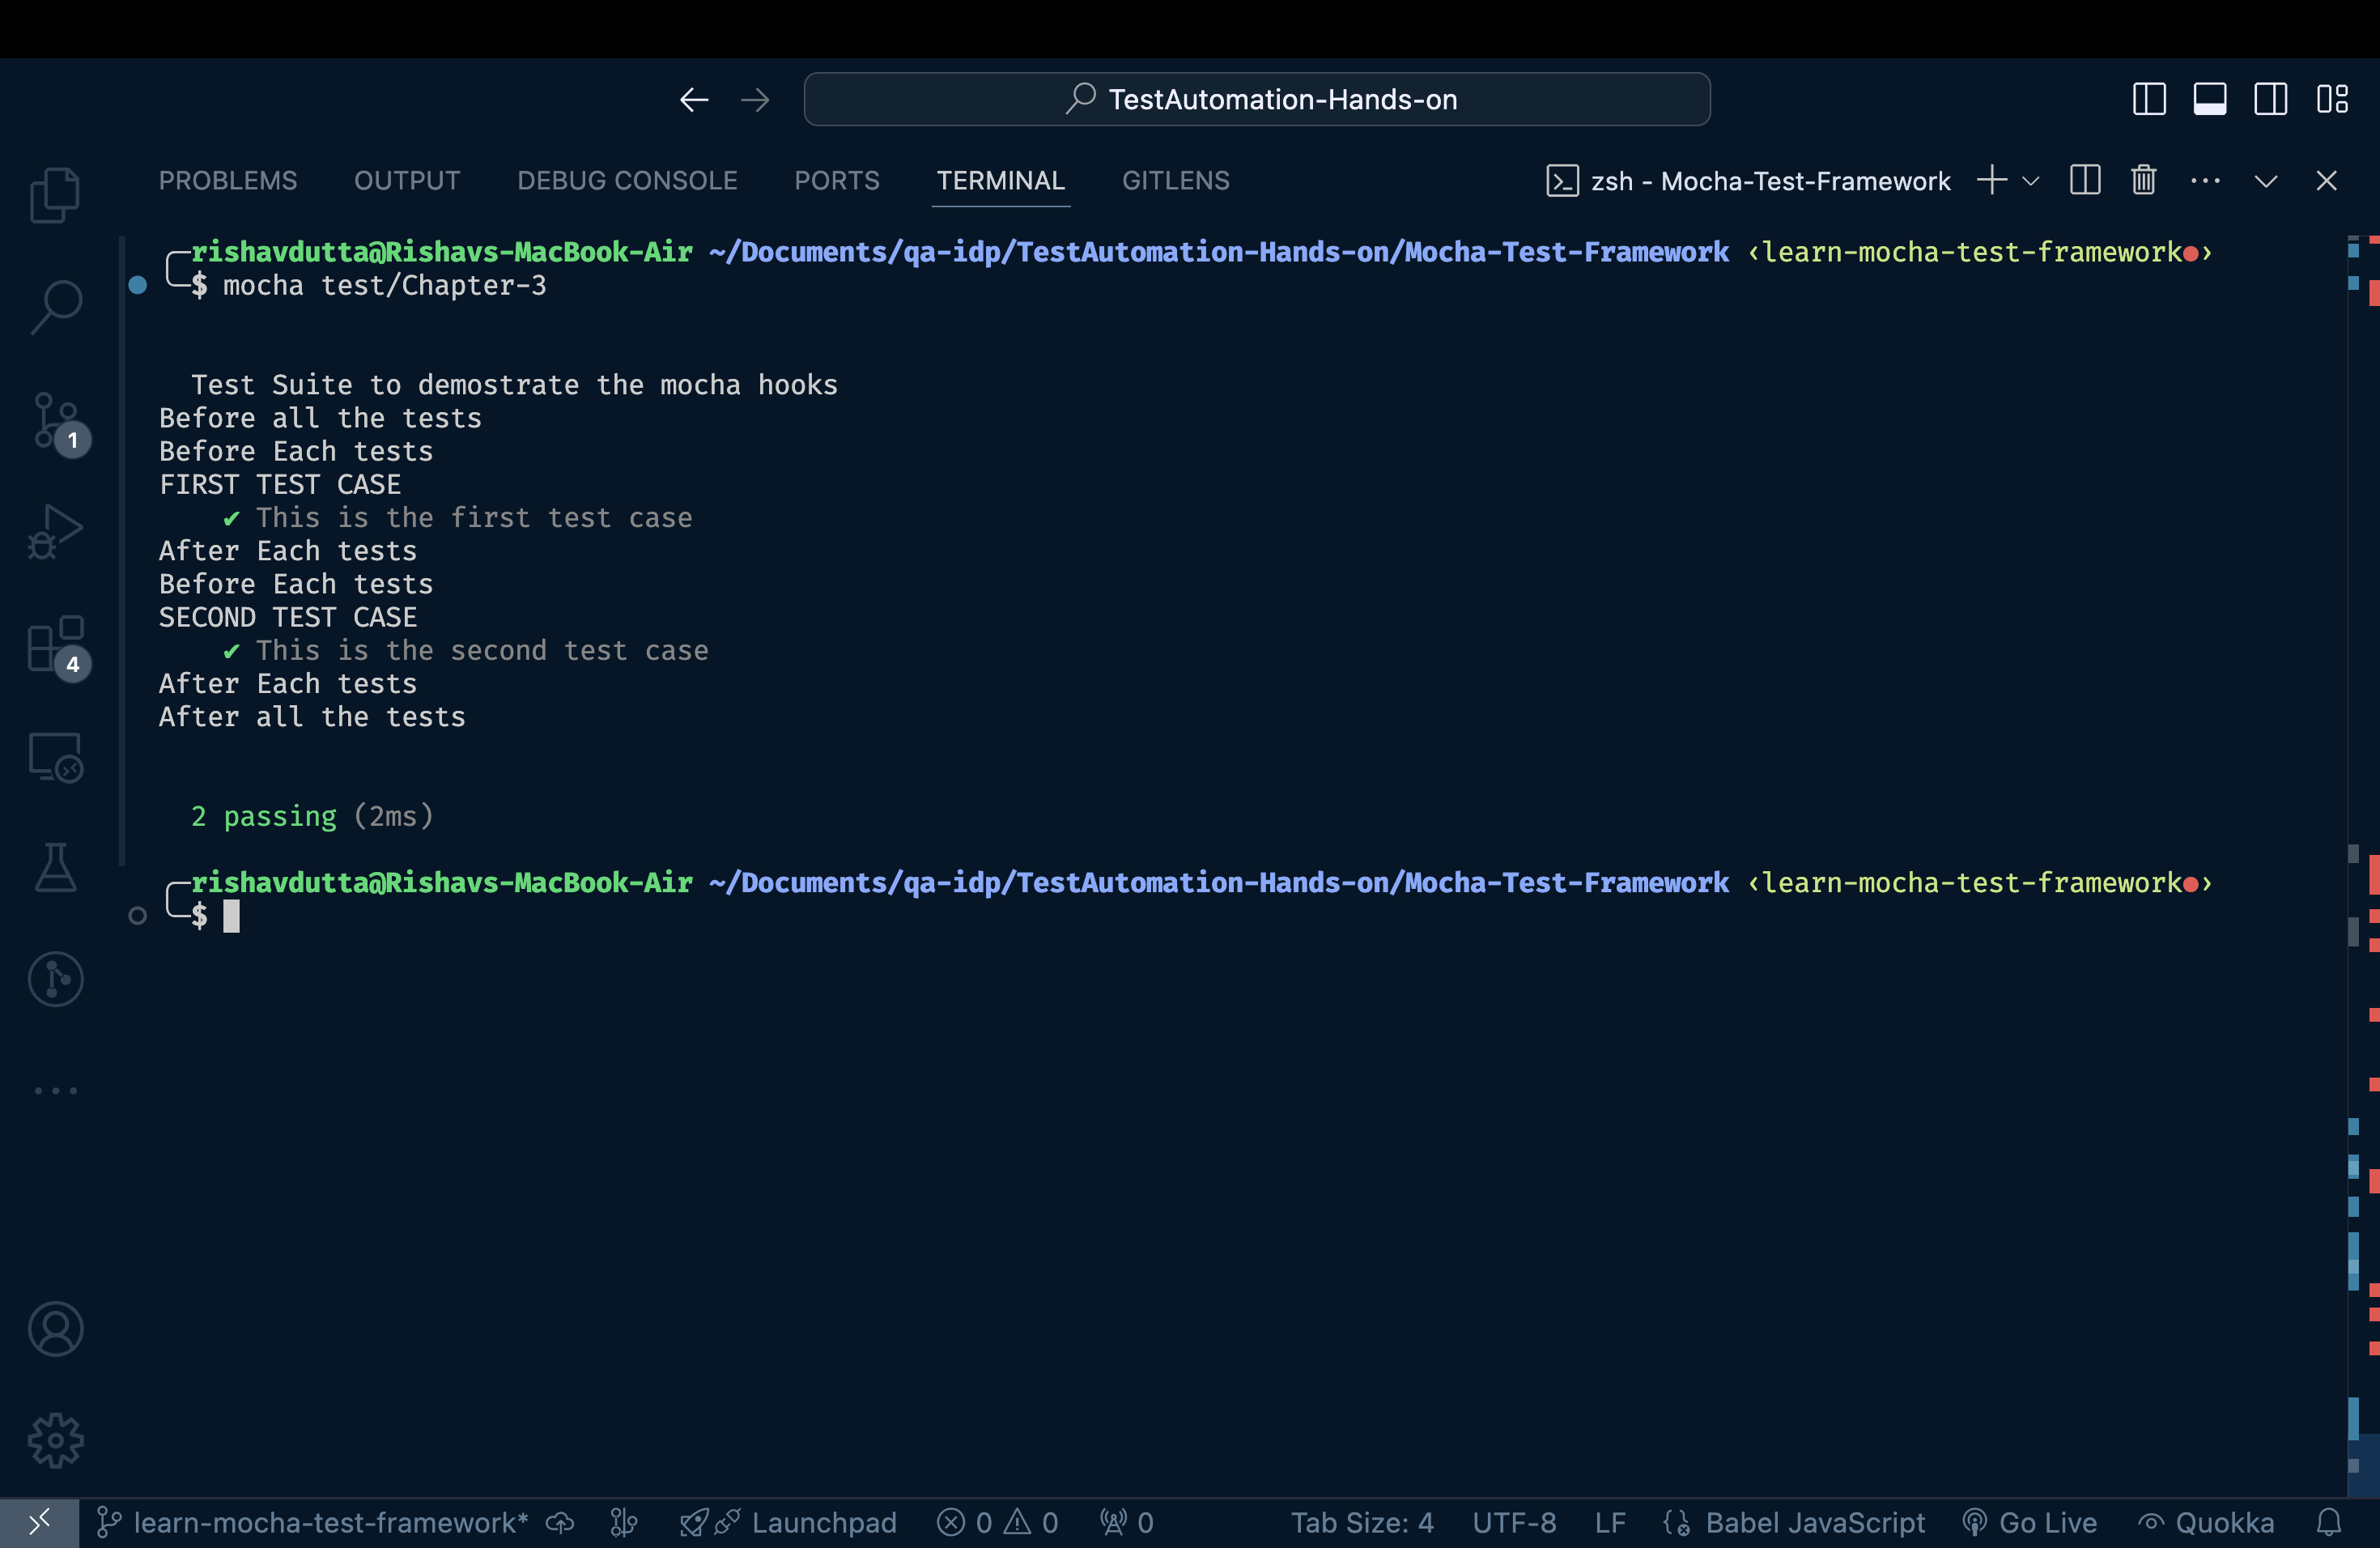 TestAutomation-Hands-on
PROBLEMS OUTPUT DEBUG CONSOLE PORTS TERMINAL GITLENS zsh - Mocha-Test-Framework
rishavdutta@Rishavs-MacBook-Air ~/Documents/qa-idp/TestAutomation-Hands-on/Mocha-Test-Framework ‹learn-mocha-test-framework●›
$ mocha test/Chapter-3
Test Suite to demostrate the mocha hooks
Before all the tests
Before Each tests
FIRST TEST CASE
✔ This is the first test case
After Each tests
Before Each tests
SECOND TEST CASE
✔ This is the second test case
After Each tests
After all the tests
2 passing (2ms)
rishavdutta@Rishavs-MacBook-Air ~/Documents/qa-idp/TestAutomation-Hands-on/Mocha-Test-Framework ‹learn-mocha-test-framework●›
$
1
4
learn-mocha-test-framework* Launchpad 0 0 0 Tab Size: 4 UTF-8 LF Babel JavaScript Go Live Quokka